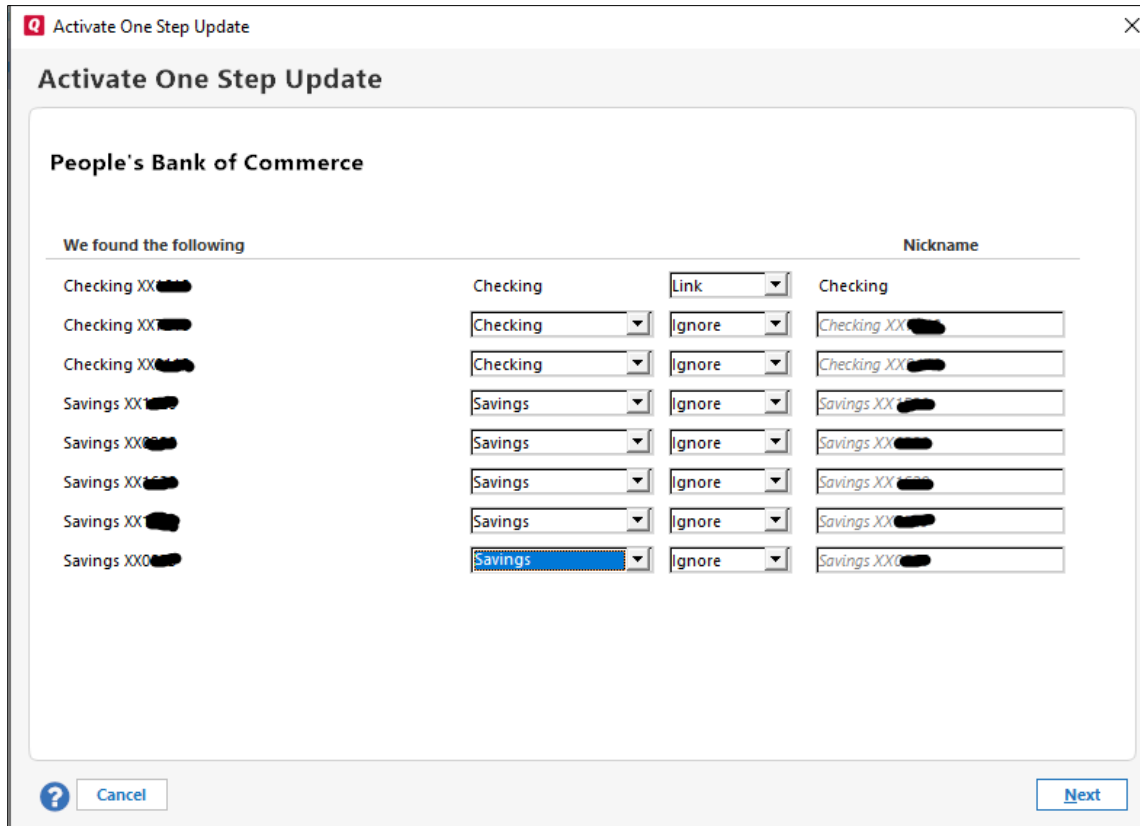 Activate One Step Update
Activate One Step Update
People's Bank of Commerce
We found the following Nickname
Checking XX Checking Link Checking
Checking XX Checking Ignore Checking XX
Checking XX Checking Ignore Checking XX
Savings XX1 Savings Ignore Savings XX
Savings XX Savings Ignore Savings XX
Savings XX Savings Ignore Savings XX
Savings XX Savings Ignore Savings XX
Savings XX0 Savings Ignore Savings XX
? Cancel Next